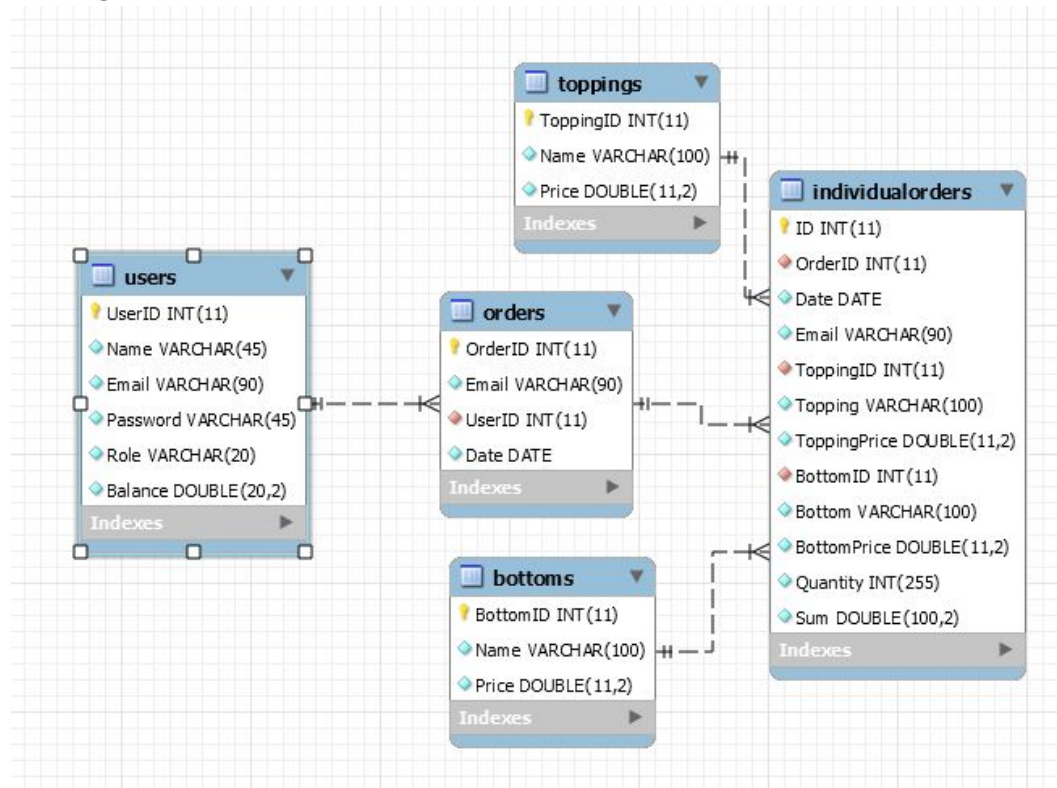 toppings
ToppingID INT(11)
Name VARCHAR(100)
Price DOUBLE(11,2)
Indexes
individualorders
ID INT(11)
OrderID INT(11)
Date DATE
Email VARCHAR(90)
ToppingID INT(11)
Topping VARCHAR(100)
ToppingPrice DOUBLE(11,2)
BottomID INT(11)
Bottom VARCHAR(100)
BottomPrice DOUBLE(11,2)
Quantity INT(255)
Sum DOUBLE(100,2)
Indexes
users
UserID INT(11)
Name VARCHAR(45)
Email VARCHAR(90)
Password VARCHAR(45)
Role VARCHAR(20)
Balance DOUBLE(20,2)
Indexes
orders
OrderID INT(11)
Email VARCHAR(90)
UserID INT(11)
Date DATE
Indexes
bottoms
BottomID INT(11)
Name VARCHAR(100)
Price DOUBLE(11,2)
Indexes